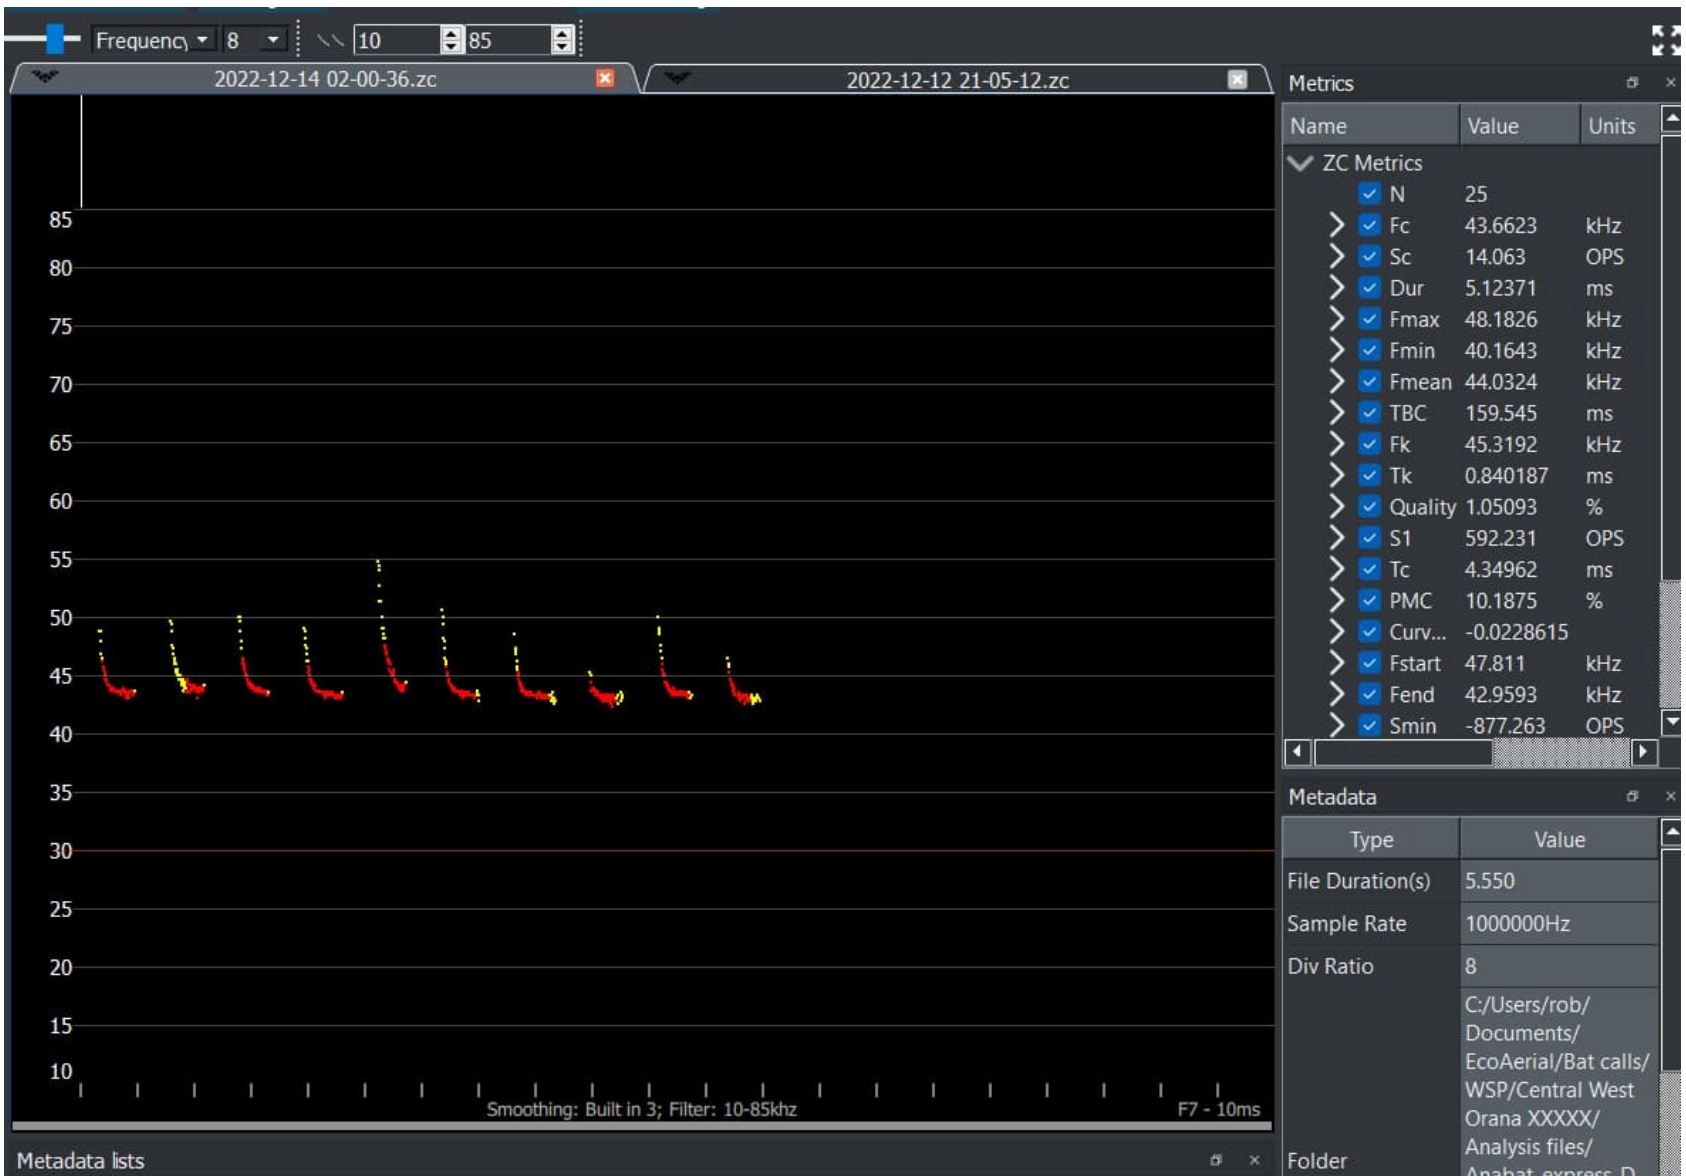 Frequency 8 10 85
2022-12-14 02-00-36.zc
2022-12-12 21-05-12.zc
85
80
75
70
65
60
55
50
45
40
35
30
25
20
15
10
Smoothing: Built in 3; Filter: 10-85khz
F7 - 10ms
Metadata lists
Metrics
Name Value Units
ZC Metrics
N 25
Fc 43.6623 kHz
Sc 14.063 OPS
Dur 5.12371 ms
Fmax 48.1826 kHz
Fmin 40.1643 kHz
Fmean 44.0324 kHz
TBC 159.545 ms
Fk 45.3192 kHz
Tk 0.840187 ms
Quality 1.05093 %
S1 592.231 OPS
Tc 4.34962 ms
PMC 10.1875 %
Curv... -0.0228615
Fstart 47.811 kHz
Fend 42.9593 kHz
Smin -877.263 OPS
Metadata
Type Value
File Duration(s) 5.550
Sample Rate 1000000Hz
Div Ratio 8
C:/Users/rob/
Documents/
EcoAerial/Bat calls/
WSP/Central West
Orana XXXXX/
Analysis files/
Folder
Anabat express D